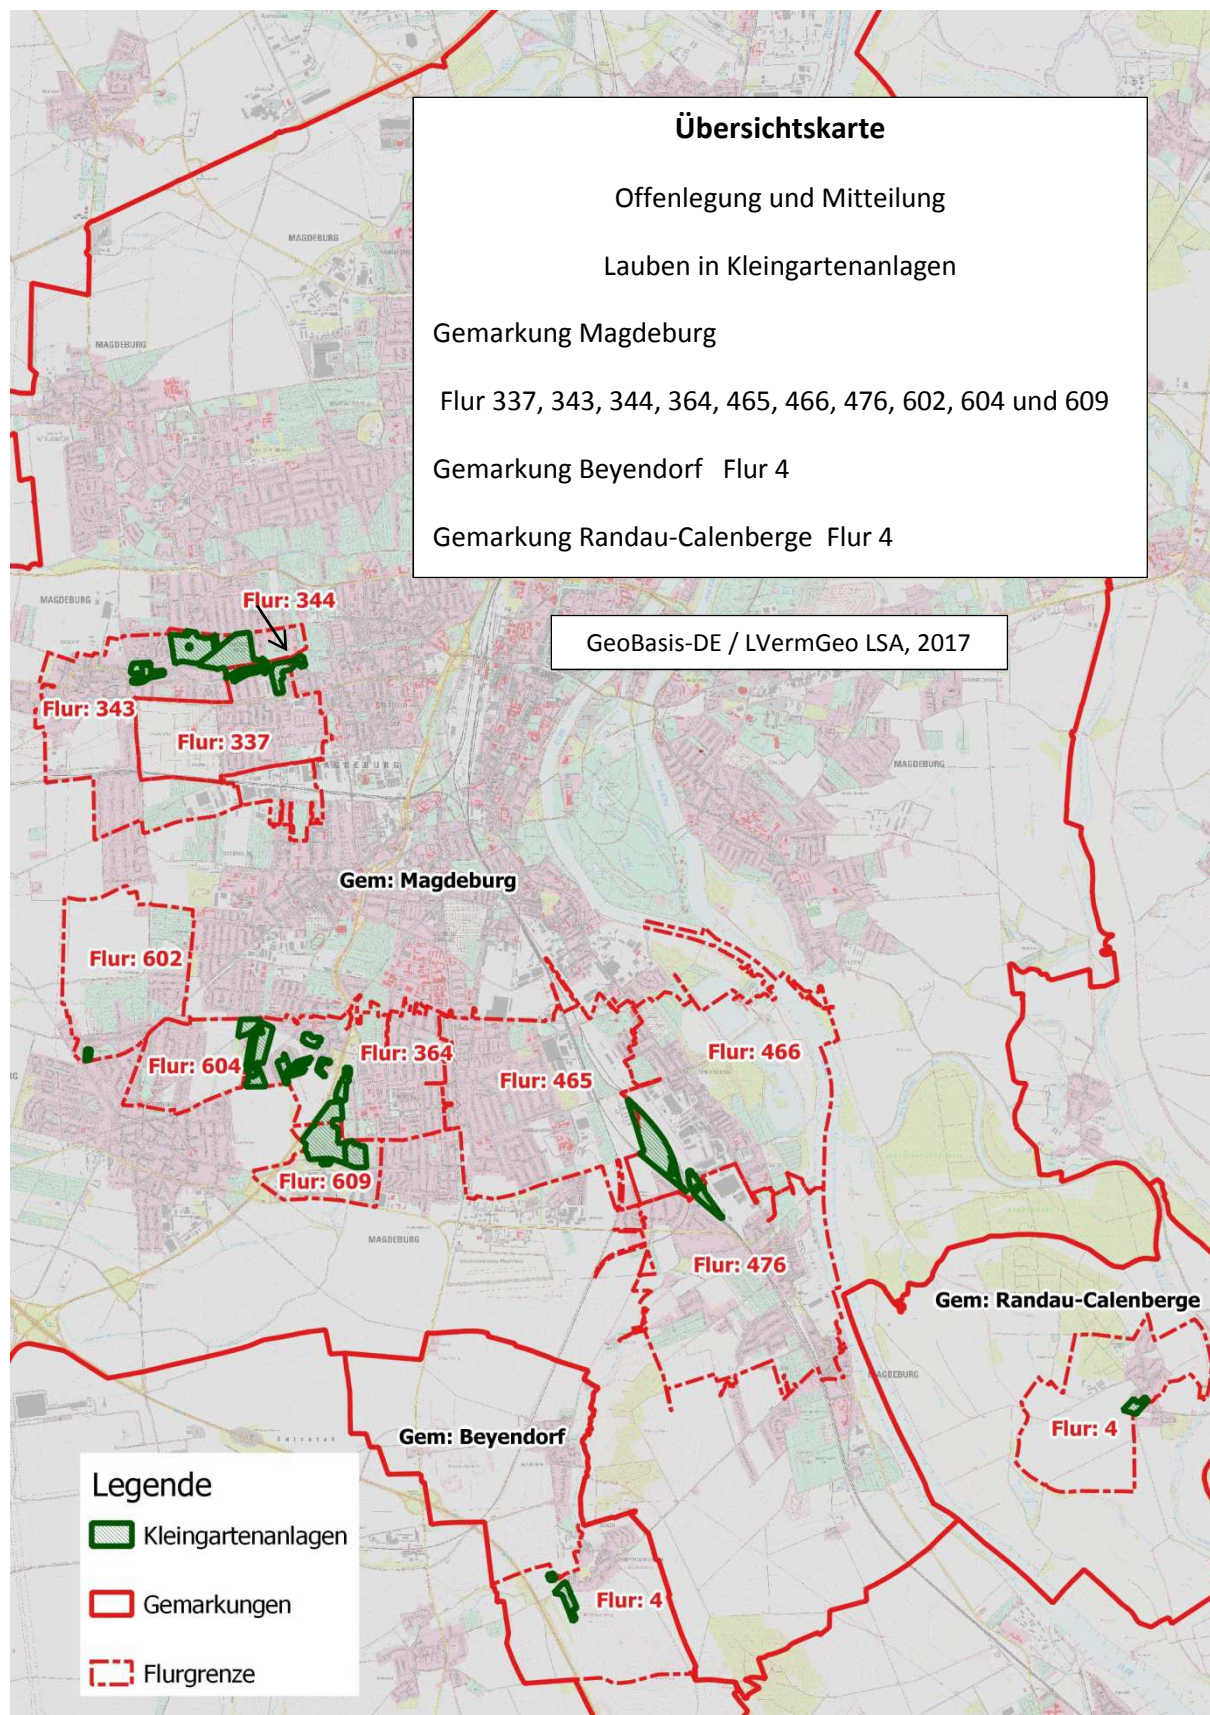 Übersichtskarte
Offenlegung und Mitteilung
Lauben in Kleingartenanlagen
Gemarkung Magdeburg
Flur 337, 343, 344, 364, 465, 466, 476, 602, 604 und 609
Gemarkung Beyendorf Flur 4
Gemarkung Randau-Calenberge Flur 4
GeoBasis-DE / LVermGeo LSA, 2017
MAGDEBURG
MAGDEBURG
MAGDEBURG
Flur: 344
Flur: 343
Flur: 337
MAGDEBURG
MAGDEBURG
Gem: Magdeburg
Flur: 602
Flur: 604
Flur: 364
Flur: 465
Flur: 466
Flur: 609
MAGDEBURG
Flur: 476
Gem: Randau-Calenberge
MAGDEBURG
Flur: 4
Gem: Beyendorf
Flur: 4
Legende
Kleingartenanlagen
Gemarkungen
Flurgrenze